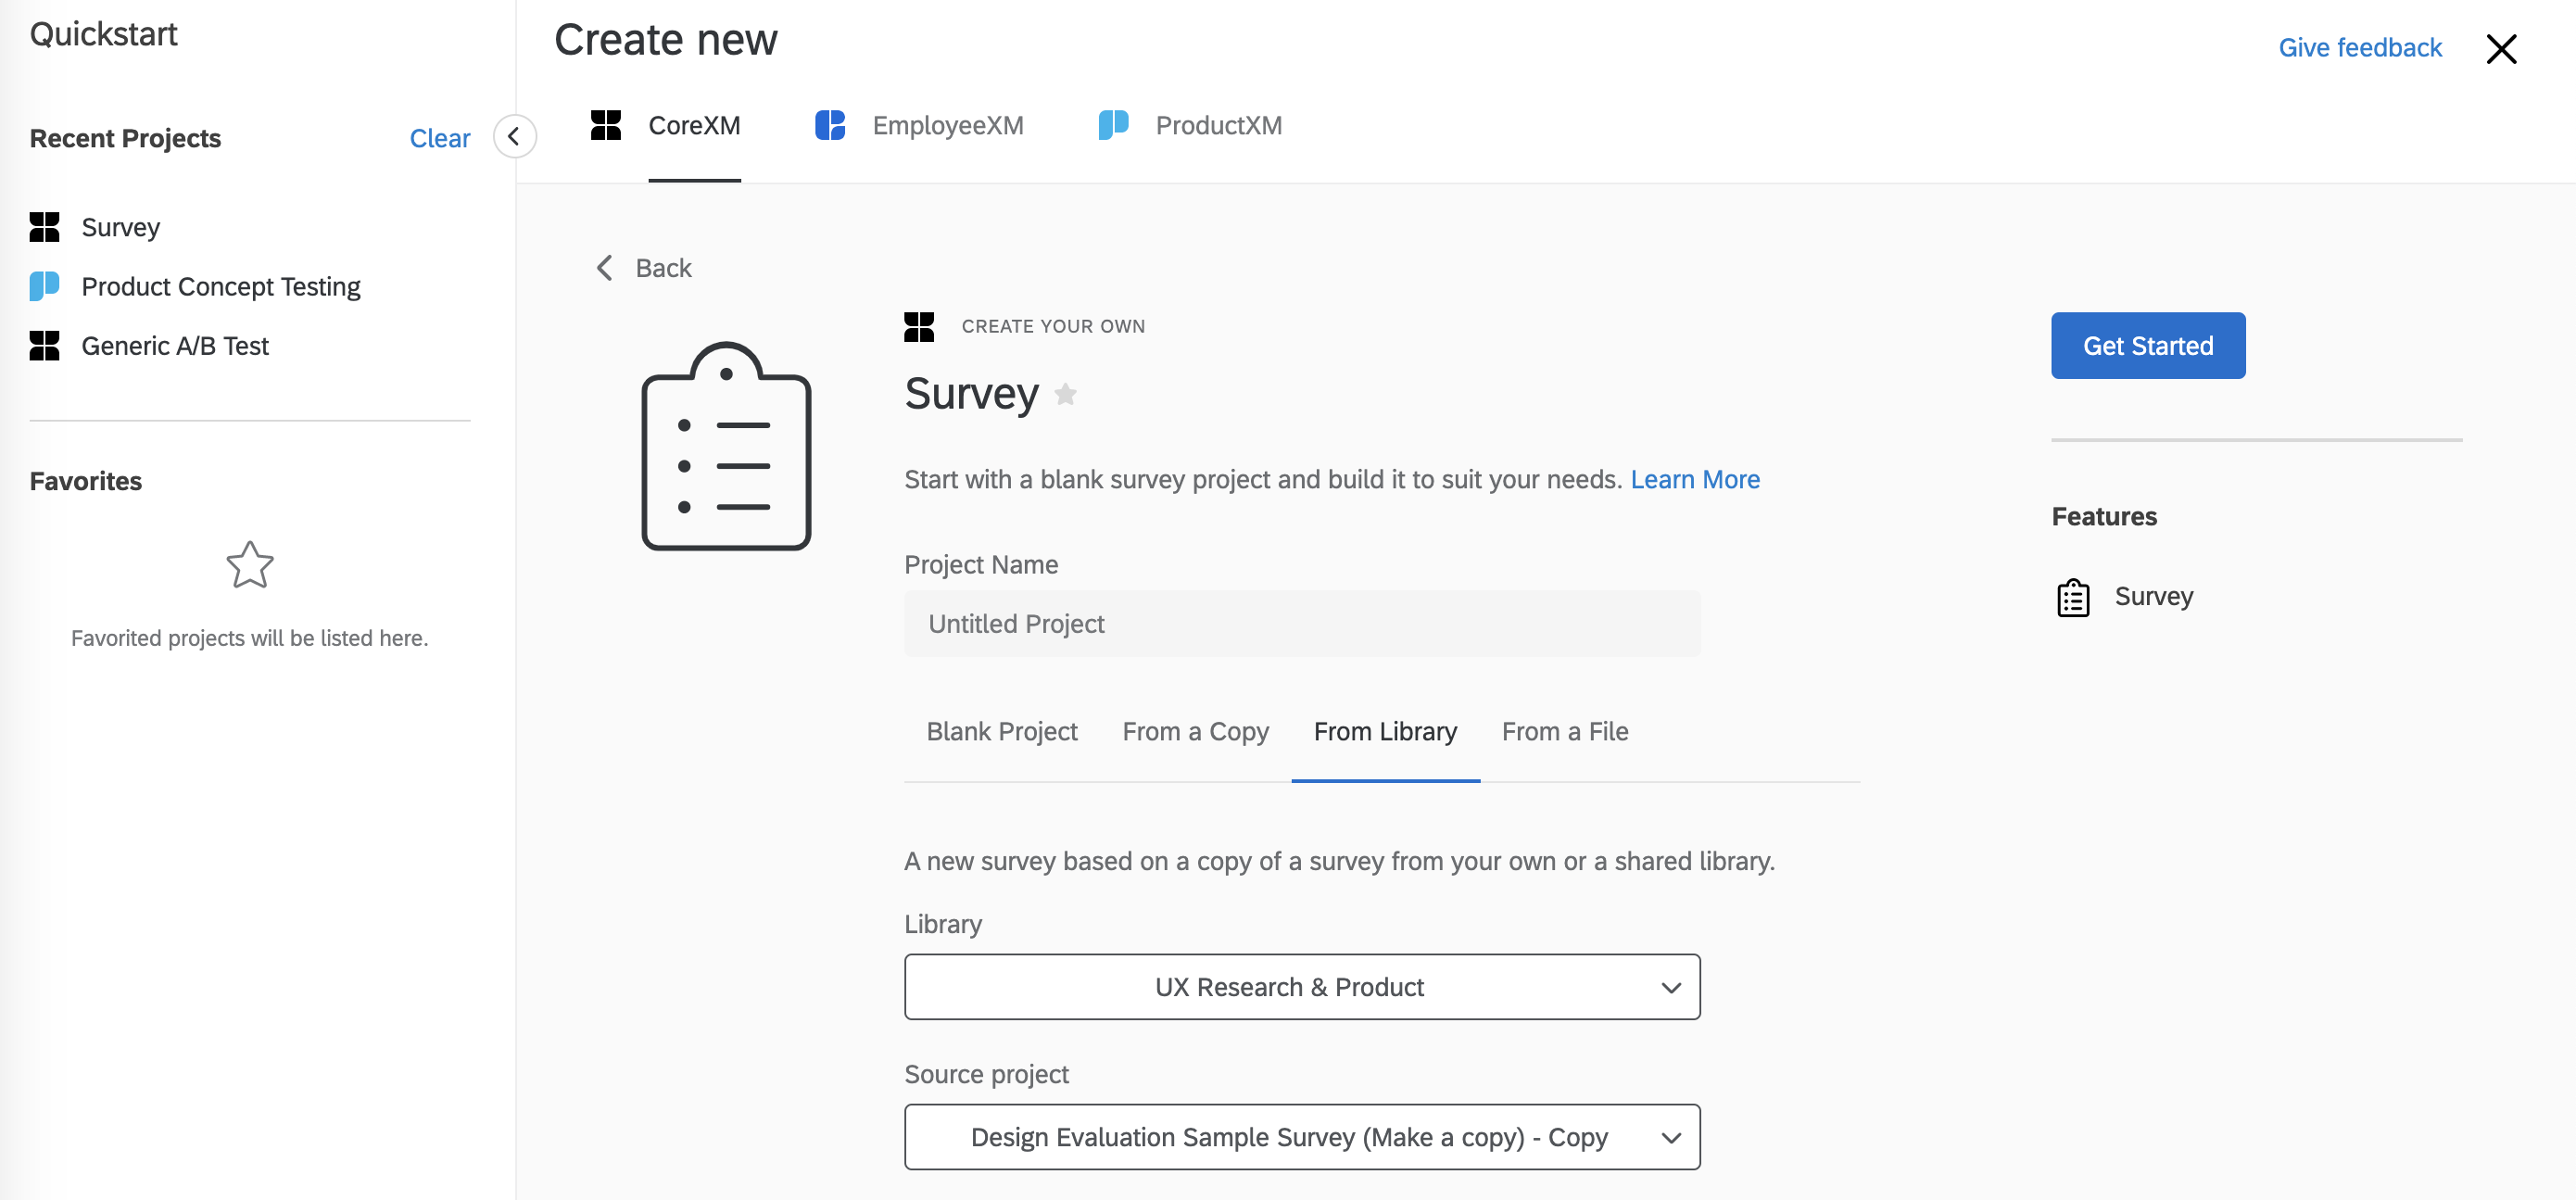 Quickstart
Recent Projects
Clear
Survey
Product Concept Testing
Generic A/B Test
Favorites
Favorited projects will be listed here.
Create new
Give feedback
CoreXM
EmployeeXM
ProductXM
Back
CREATE YOUR OWN
Survey
Start with a blank survey project and build it to suit your needs. Learn More
Project Name
Untitled Project
Blank Project
From a Copy
From Library
From a File
A new survey based on a copy of a survey from your own or a shared library.
Library
UX Research & Product
Source project
Design Evaluation Sample Survey (Make a copy) - Copy
Get Started
Features
Survey